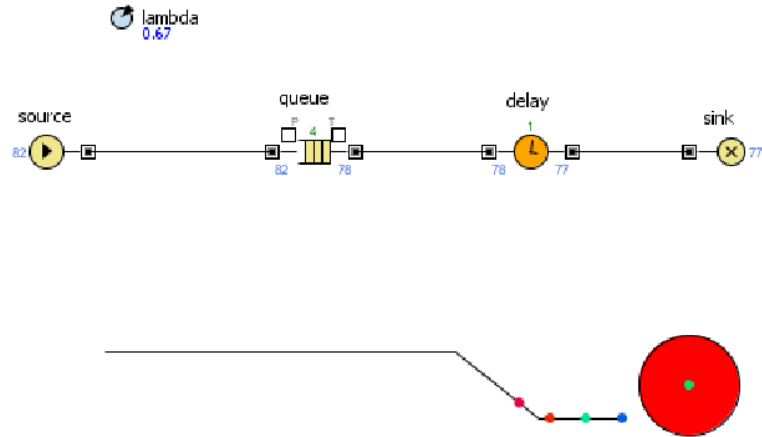 lambda
0.67
queue
delay
source
sink
P
T
4
1
82
82
78
78
77
77